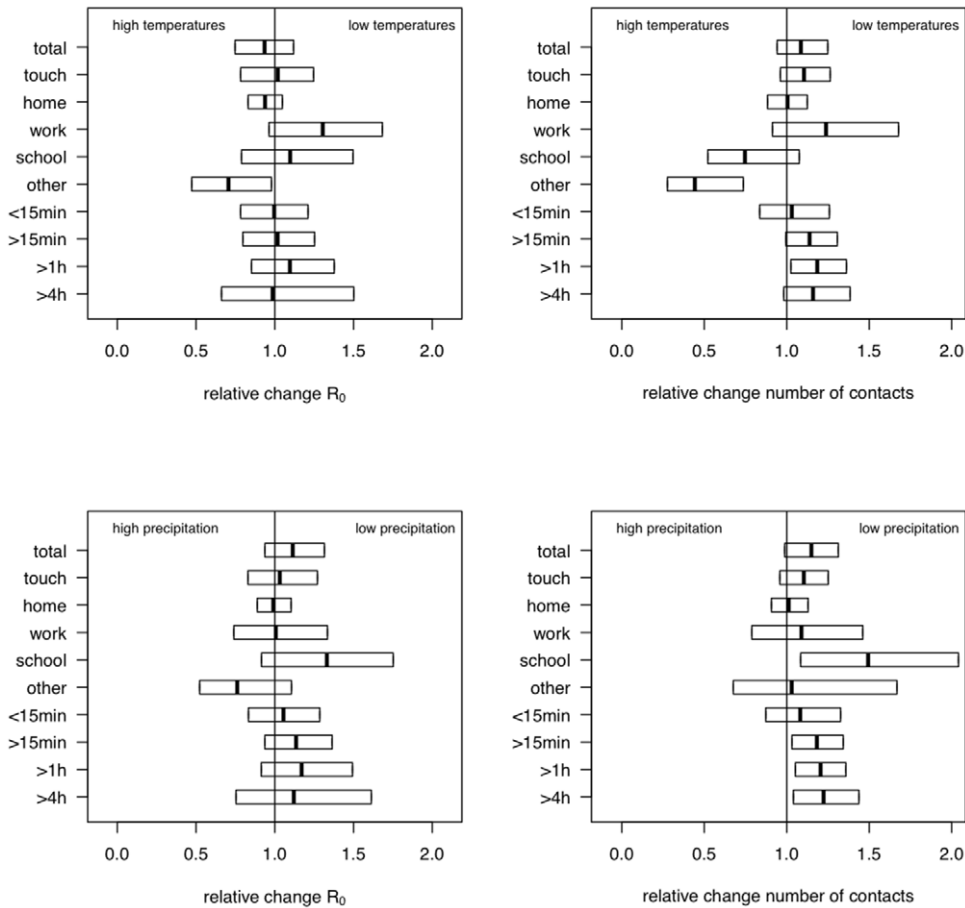 high temperatures low temperatures
total
touch
home
work
school
other
<15min
>15min
>1h
>4h
0.0 0.5 1.0 1.5 2.0
relative change R₀
high temperatures low temperatures
total
touch
home
work
school
other
<15min
>15min
>1h
>4h
0.0 0.5 1.0 1.5 2.0
relative change number of contacts
high precipitation low precipitation
total
touch
home
work
school
other
<15min
>15min
>1h
>4h
0.0 0.5 1.0 1.5 2.0
relative change R₀
high precipitation low precipitation
total
touch
home
work
school
other
<15min
>15min
>1h
>4h
0.0 0.5 1.0 1.5 2.0
relative change number of contacts